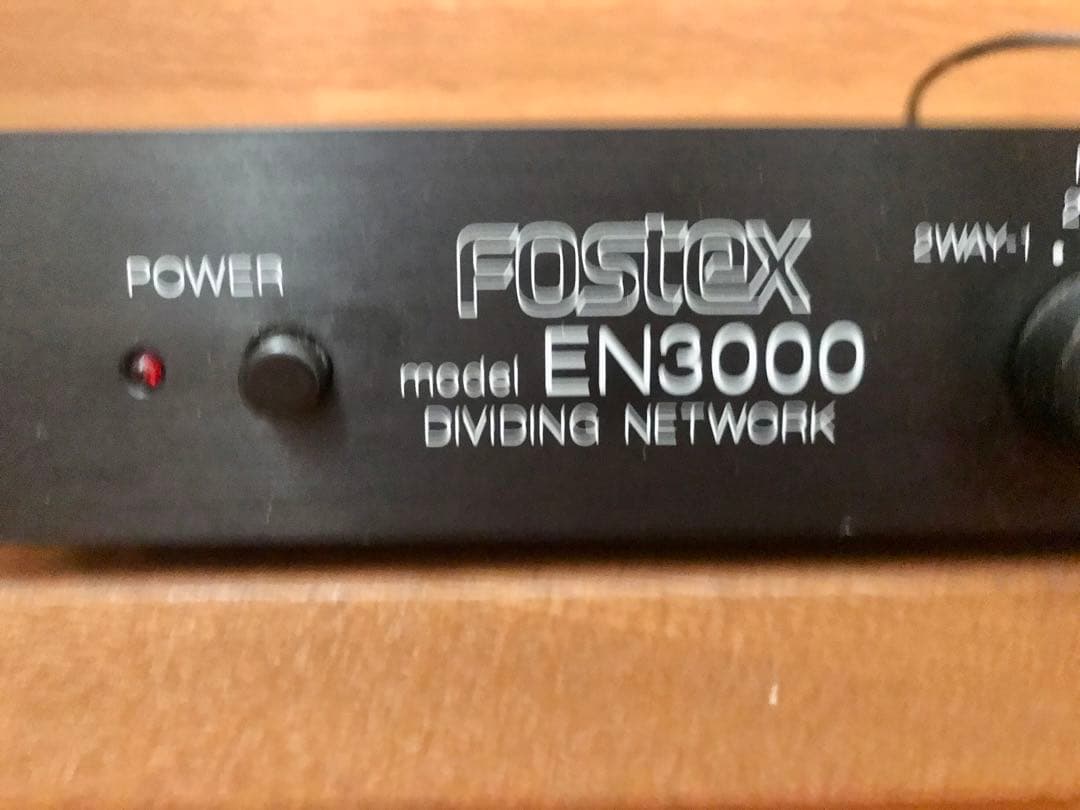 POWER
FOSTEX
model EN3000
DIVIDING NETWORK
2WAY-1